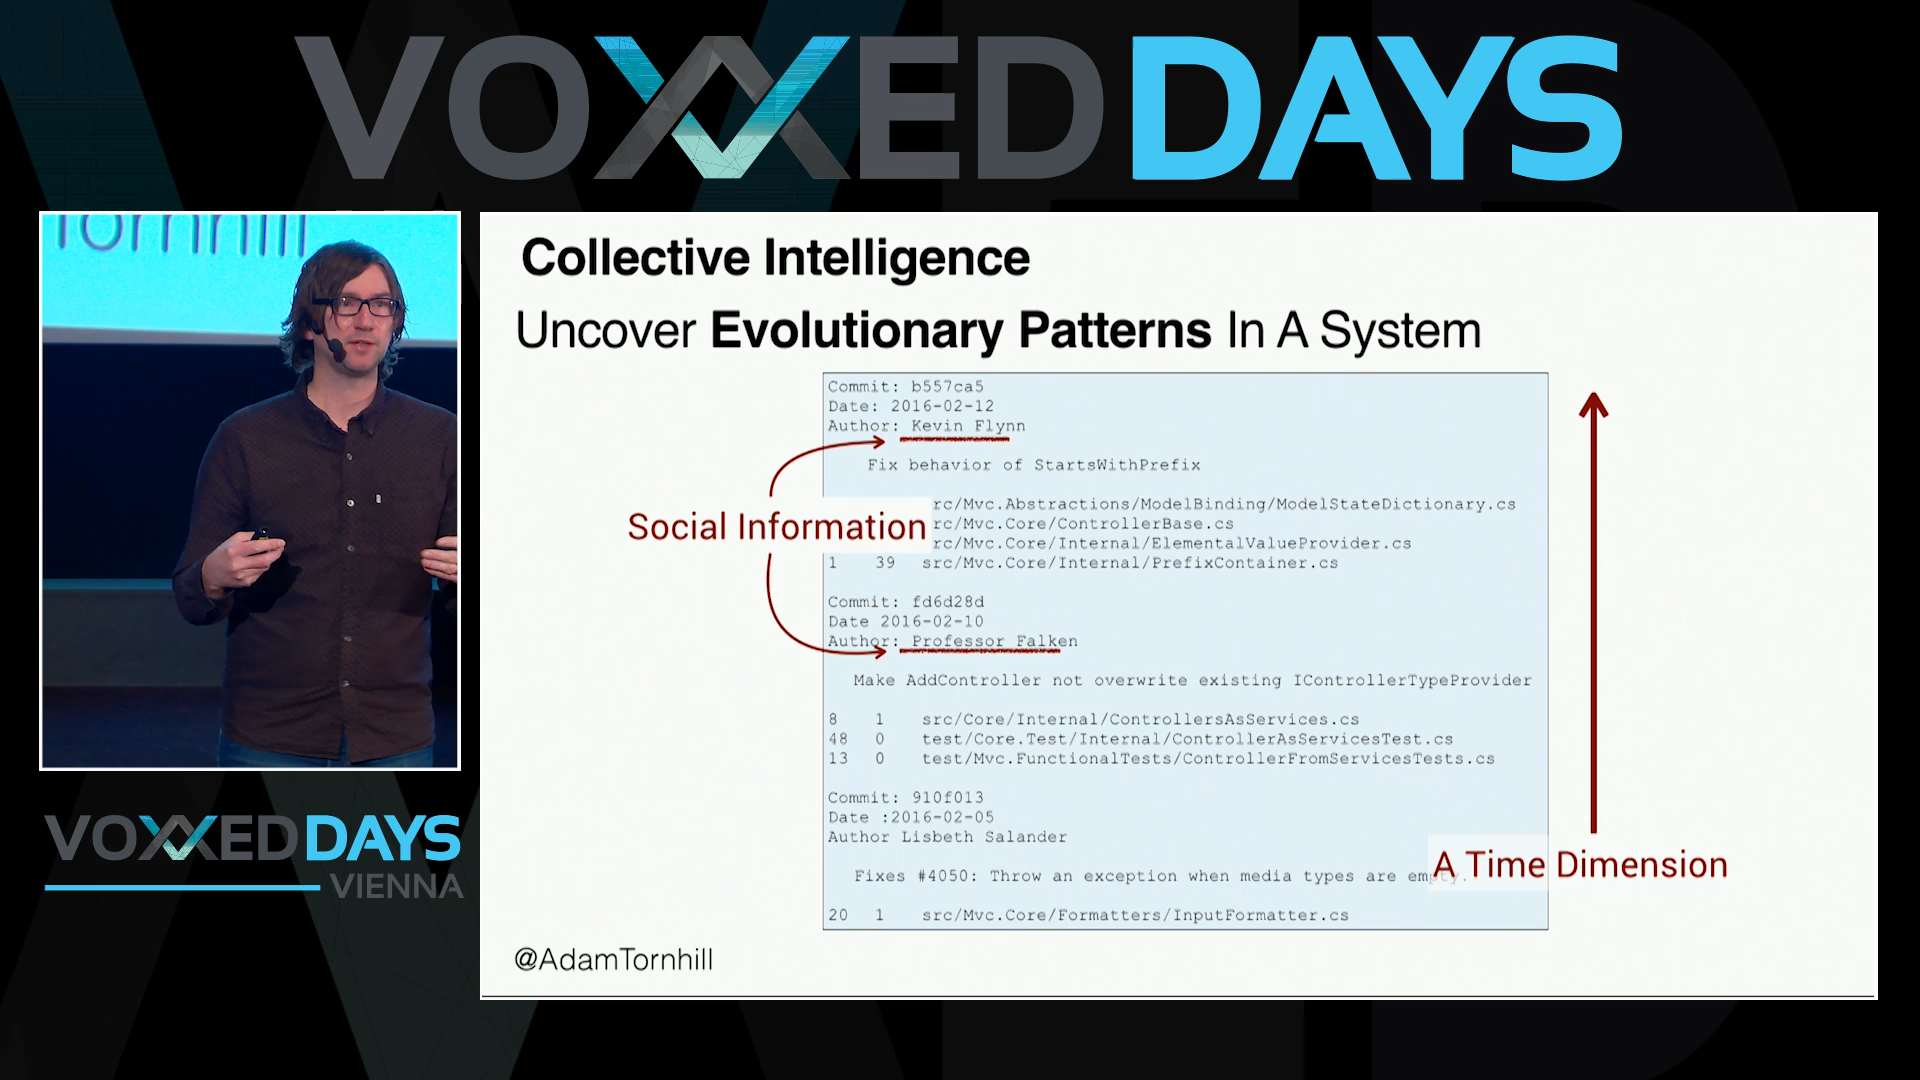 VOXXED DAYS
Tornhill
VOXXED DAYS
VIENNA
Collective Intelligence
Uncover Evolutionary Patterns In A System
Commit: b557ca5
Date: 2016-02-12
Author: Kevin Flynn
Fix behavior of StartsWithPrefix
rc/Mvc.Abstractions/ModelBinding/ModelStateDictionary.cs
Social Information
rc/Mvc.Core/ControllerBase.cs
rc/Mvc.Core/Internal/ElementalValueProvider.cs
1 39 src/Mvc.Core/Internal/PrefixContainer.cs
Commit: fd6d28d
Date 2016-02-10
Author: Professor Falken
Make AddController not overwrite existing IControllerTypeProvider
8 1 src/Core/Internal/ControllersAsServices.cs
48 0 test/Core.Test/Internal/ControllerAsServicesTest.cs
13 0 test/Mvc.FunctionalTests/ControllerFromServicesTests.cs
Commit: 910f013
Date :2016-02-05
Author Lisbeth Salander
Fixes #4050: Throw an exception when media types are empty.
A Time Dimension
20 1 src/Mvc.Core/Formatters/InputFormatter.cs
@AdamTornhill